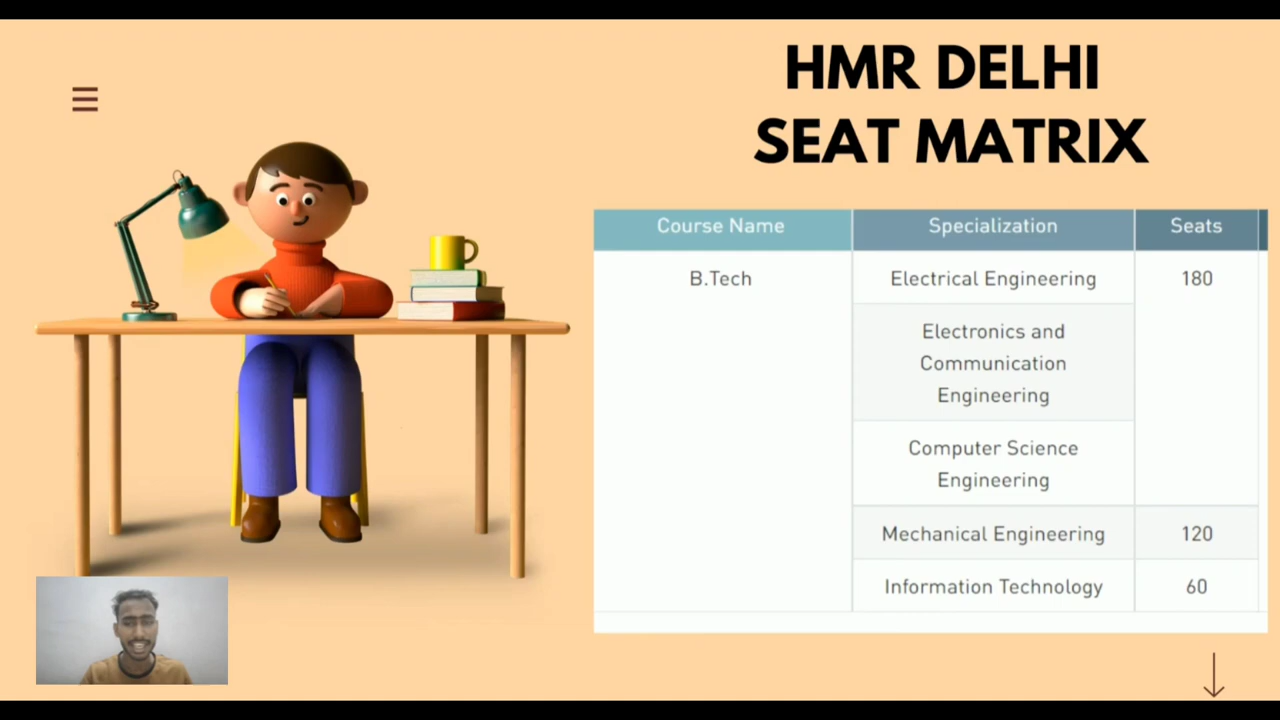 HMR DELHI
SEAT MATRIX
Course Name Specialization Seats
B.Tech Electrical Engineering 180
Electronics and
Communication
Engineering
Computer Science
Engineering
Mechanical Engineering 120
Information Technology 60